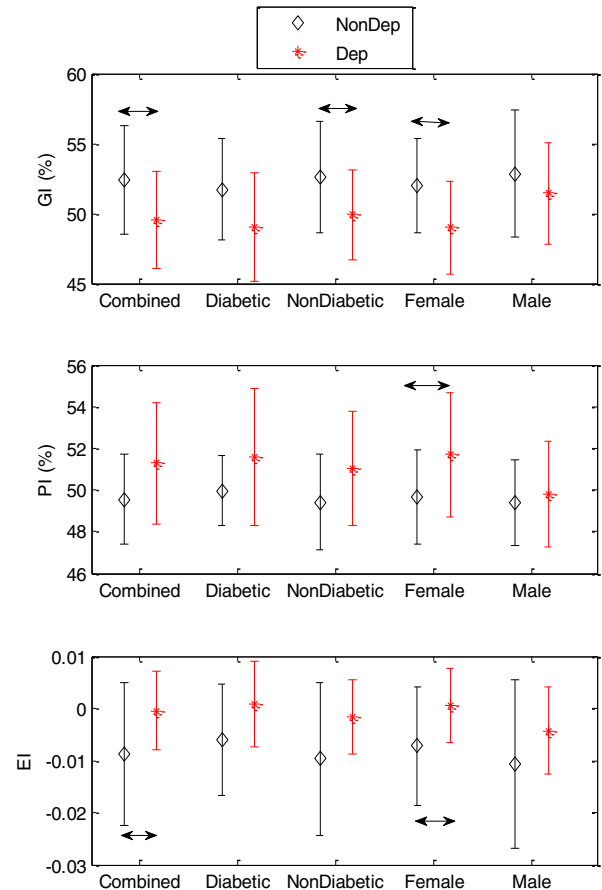 NonDep
Dep
60
55
50
45
GI (%)
Combined Diabetic NonDiabetic Female Male
56
54
52
50
48
46
PI (%)
Combined Diabetic NonDiabetic Female Male
0.01
0
-0.01
-0.02
-0.03
EI
Combined Diabetic NonDiabetic Female Male